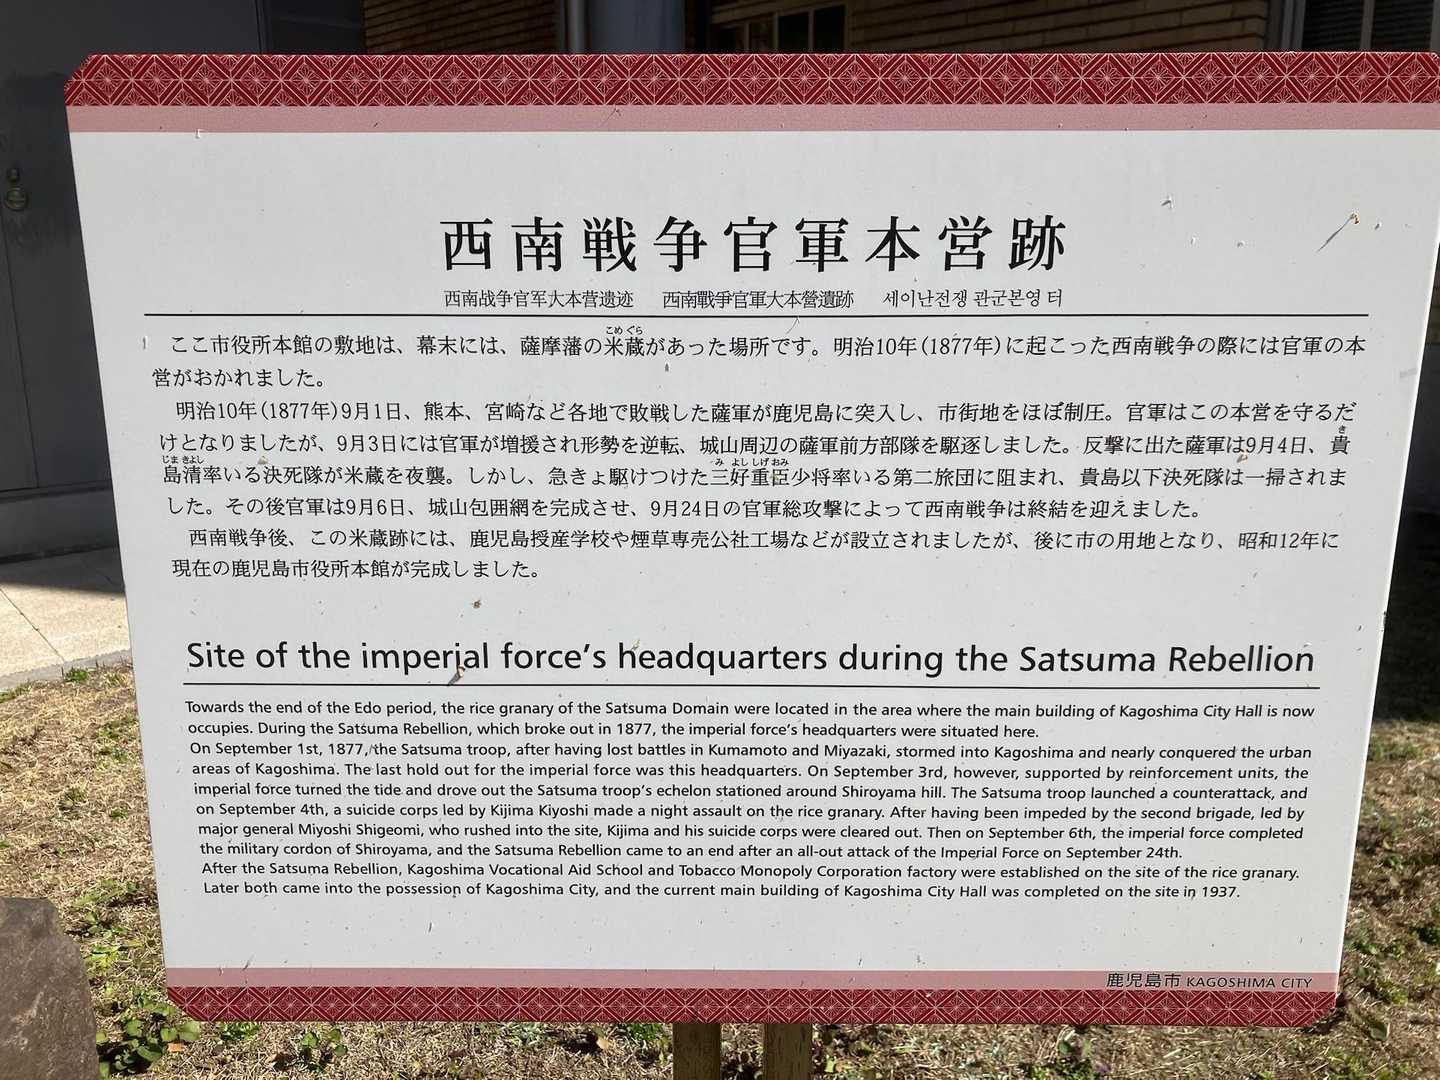 西南戦争官軍本営跡
西南战争官军大本营遗迹 西南戰爭官軍大本營遺跡 세이난전쟁 관군본영 터
ここ市役所本館の敷地は、幕末には、薩摩藩の米蔵があった場所です。明治10年(1877年)に起こった西南戦争の際には官軍の本
こめ ぐら
営がおかれました。
明治10年(1877年)9月1日、熊本、宮崎など各地で敗戦した薩軍が鹿児島に突入し、市街地をほぼ制圧。官軍はこの本営を守るだ
けとなりましたが、9月3日には官軍が増援され形勢を逆転、城山周辺の薩軍前方部隊を駆逐しました。反撃に出た薩軍は9月4日、貴
き
島清率いる決死隊が米蔵を夜襲。しかし、急きょ駆けつけた三好重臣少将率いる第二旅団に阻まれ、貴島以下決死隊は一掃されま
じま きよし み よし しげ おみ
した。その後官軍は9月6日、城山包囲網を完成させ、9月24日の官軍総攻撃によって西南戦争は終結を迎えました。
西南戦争後、この米蔵跡には、鹿児島授産学校や煙草専売公社工場などが設立されましたが、後に市の用地となり、昭和12年に
現在の鹿児島市役所本館が完成しました。
Site of the imperial force's headquarters during the Satsuma Rebellion
Towards the end of the Edo period, the rice granary of the Satsuma Domain were located in the area where the main building of Kagoshima City Hall is now
occupies. During the Satsuma Rebellion, which broke out in 1877, the imperial force's headquarters were situated here.
On September 1st, 1877, the Satsuma troop, after having lost battles in Kumamoto and Miyazaki, stormed into Kagoshima and nearly conquered the urban
areas of Kagoshima. The last hold out for the imperial force was this headquarters. On September 3rd, however, supported by reinforcement units, the
imperial force turned the tide and drove out the Satsuma troop's echelon stationed around Shiroyama hill. The Satsuma troop launched a counterattack, and
on September 4th, a suicide corps led by Kijima Kiyoshi made a night assault on the rice granary. After having been impeded by the second brigade, led by
major general Miyoshi Shigeomi, who rushed into the site, Kijima and his suicide corps were cleared out. Then on September 6th, the imperial force completed
the military cordon of Shiroyama, and the Satsuma Rebellion came to an end after an all-out attack of the Imperial Force on September 24th.
After the Satsuma Rebellion, Kagoshima Vocational Aid School and Tobacco Monopoly Corporation factory were established on the site of the rice granary.
Later both came into the possession of Kagoshima City, and the current main building of Kagoshima City Hall was completed on the site in 1937.
鹿児島市 KAGOSHIMA CITY